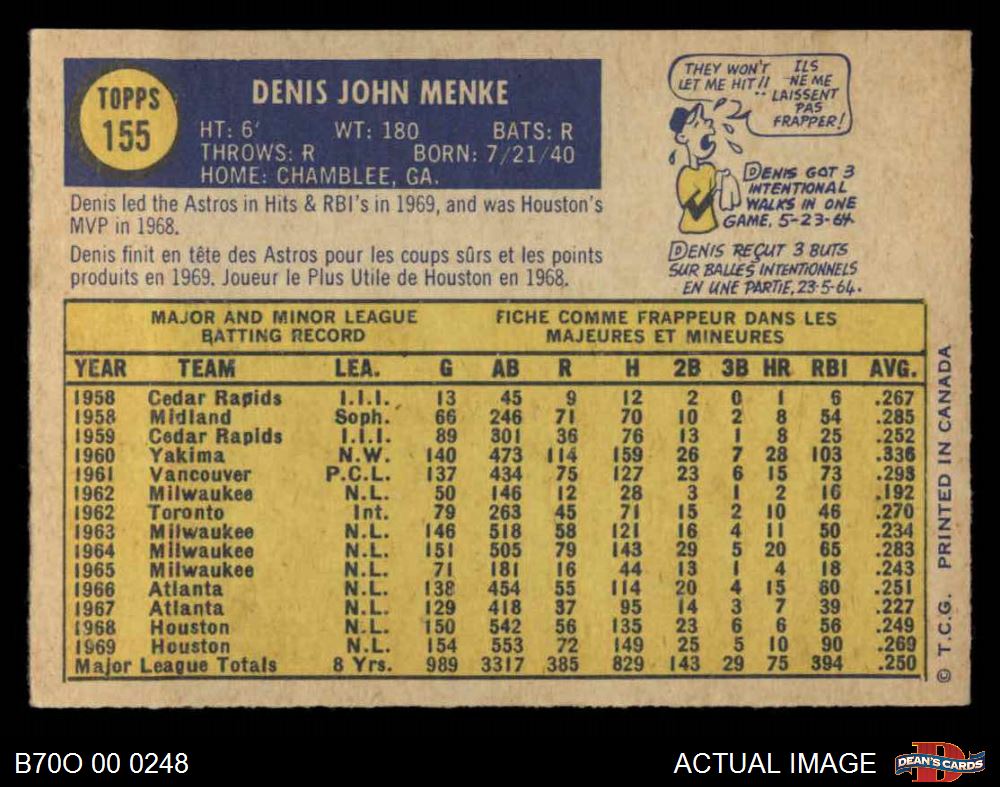 TOPPS
155
DENIS JOHN MENKE
HT: 6' WT: 180 BATS: R
THROWS: R BORN: 7/21/40
HOME: CHAMBLEE, GA.
Denis led the Astros in Hits & RBI's in 1969, and was Houston's
MVP in 1968.
Denis finit en tête des Astros pour les coups sûrs et les points
produits en 1969. Joueur le Plus Utile de Houston en 1968.
THEY WON'T
LET ME HIT!!
ILS
NE ME
LAISSENT
PAS
FRAPPER!
DENIS GOT 3
INTENTIONAL
WALKS IN ONE
GAME, 5-23-64
DENIS REÇUT 3 BUTS
SUR BALLES INTENTIONNELS
EN UNE PARTIE, 23-5-64.
MAJOR AND MINOR LEAGUE
BATTING RECORD
FICHE COMME FRAPPEUR DANS LES
MAJEURES ET MINEURES
YEAR TEAM LEA. G AB R H 2B 3B HR RBI AVG.
1958 Cedar Rapids I.I.I. 13 45 9 12 2 0 1 6 .267
1958 Midland Soph. 66 246 71 70 10 2 8 54 .285
1959 Cedar Rapids I.I.I. 89 301 36 76 13 1 8 25 .252
1960 Yakima N.W. 140 473 114 159 26 7 28 103 .336
1961 Vancouver P.C.L. 137 434 75 127 23 6 15 73 .293
1962 Milwaukee N.L. 50 146 12 28 3 1 2 16 .192
1962 Toronto Int. 79 263 45 71 15 2 10 46 .270
1963 Milwaukee N.L. 146 518 58 121 16 4 11 50 .234
1964 Milwaukee N.L. 151 505 79 143 29 5 20 65 .283
1965 Milwaukee N.L. 71 181 16 44 13 1 4 18 .243
1966 Atlanta N.L. 138 454 55 114 20 4 15 60 .251
1967 Atlanta N.L. 129 418 37 95 14 3 7 39 .227
1968 Houston N.L. 150 542 56 135 23 6 6 56 .249
1969 Houston N.L. 154 553 72 149 25 5 10 90 .269
Major League Totals 8 Yrs. 989 3317 385 829 143 29 75 394 .250
© T.C.G. PRINTED IN CANADA
B70O 00 0248
ACTUAL IMAGE
DEAN'S CARDS